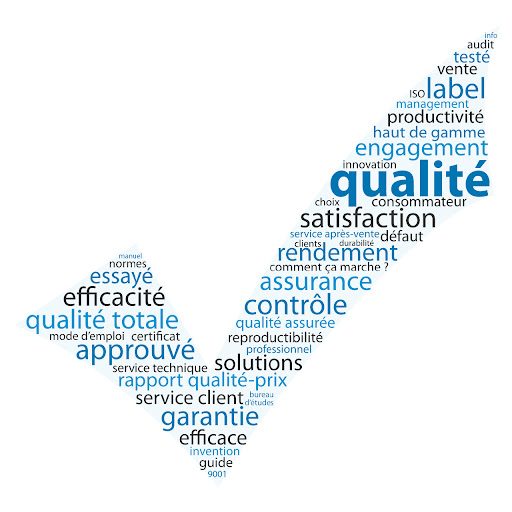 info
audit
testé
vente
ISO label
management
productivité
haut de gamme
engagement
innovation
qualité
choix consommateur
satisfaction
service après-vente défaut
clients durabilité
rendement
manuel
normes comment ça marche ?
essayé assurance
efficacité contrôle
qualité totale qualité assurée
mode d'emploi certificat reproductibilité
approuvé professionnel
service technique solutions
rapport qualité-prix
service client bureau d'études
garantie
efficace
invention
guide
9001